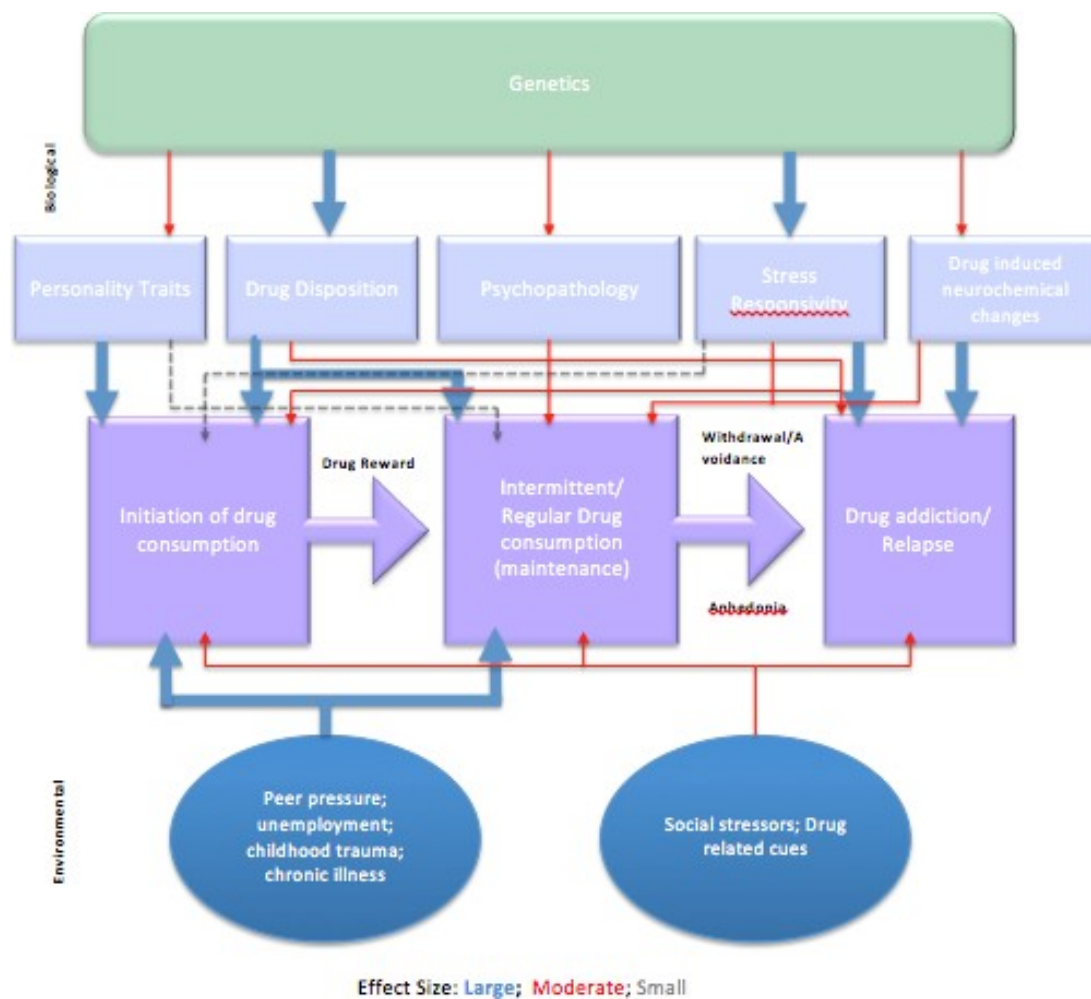 Genetics
Biological
Personality Traits
Drug Disposition
Psychopathology
Stress
Responsivity
Drug induced
neurochemical
changes
Initiation of drug
consumption
Drug Reward
Intermittent/
Regular Drug
consumption
(maintenance)
Withdrawal/A
voidance
Anhedonia
Drug addiction/
Relapse
Environmental
Peer pressure;
unemployment;
childhood trauma;
chronic illness
Social stressors; Drug
related cues
Effect Size: Large; Moderate; Small